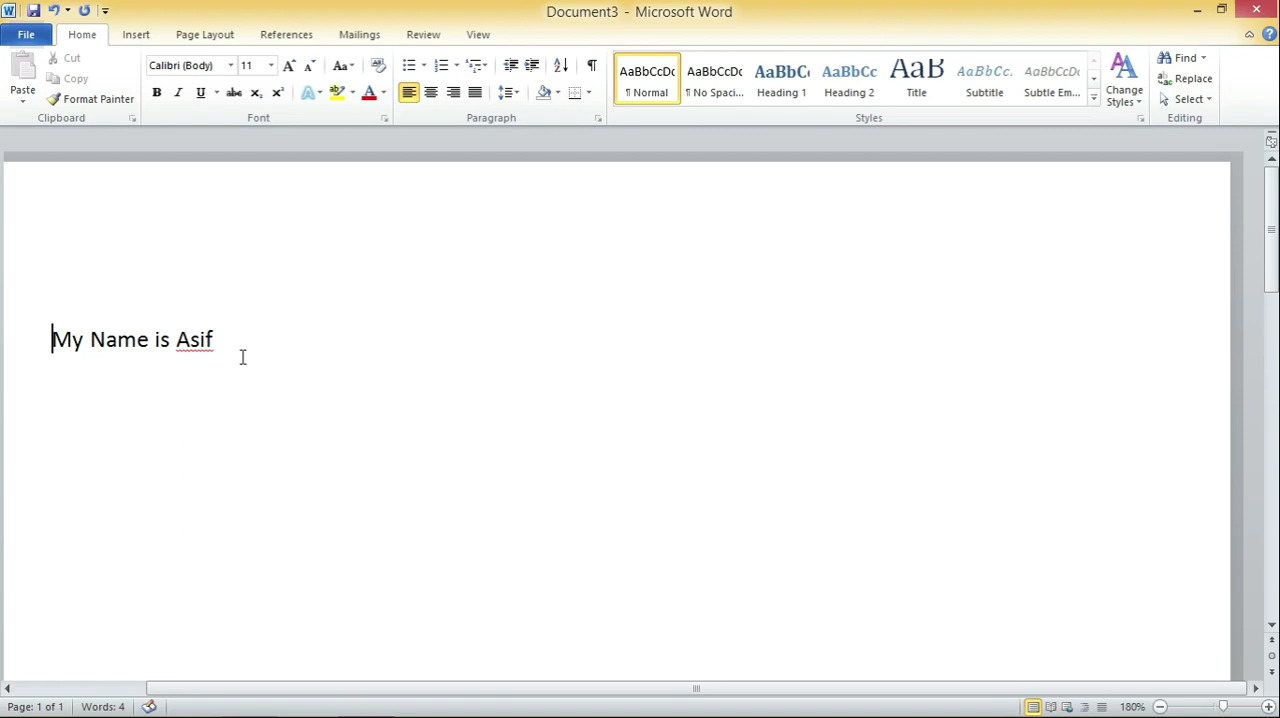 Document3 - Microsoft Word
File Home Insert Page Layout References Mailings Review View
Paste
Cut
Copy
Format Painter
Clipboard
Calibri (Body) 11
Font
Paragraph
AaBbCcDc AaBbCcDc AaBbC AaBbCc AaB AaBbCc. AaBbCcDc
¶ Normal ¶ No Spaci... Heading 1 Heading 2 Title Subtitle Subtle Em...
Styles
Change
Styles
Find
Replace
Select
Editing
My Name is Asif
Page: 1 of 1 Words: 4 180%